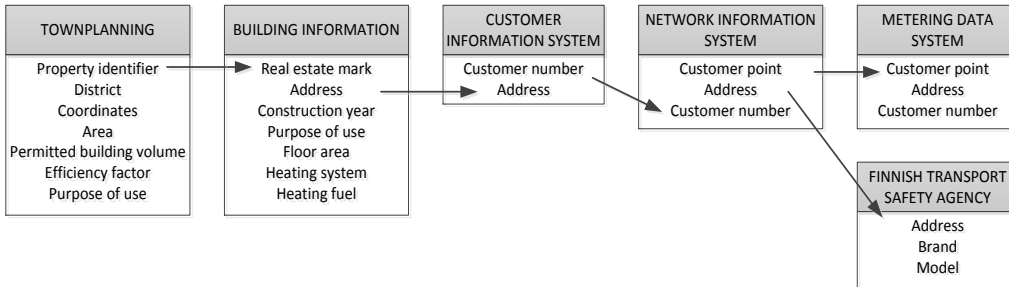 TOWNPLANNING
Property identifier
District
Coordinates
Area
Permitted building volume
Efficiency factor
Purpose of use
BUILDING INFORMATION
Real estate mark
Address
Construction year
Purpose of use
Floor area
Heating system
Heating fuel
CUSTOMER
INFORMATION SYSTEM
Customer number
Address
NETWORK INFORMATION
SYSTEM
Customer point
Address
Customer number
METERING DATA
SYSTEM
Customer point
Address
Customer number
FINNISH TRANSPORT
SAFETY AGENCY
Address
Brand
Model